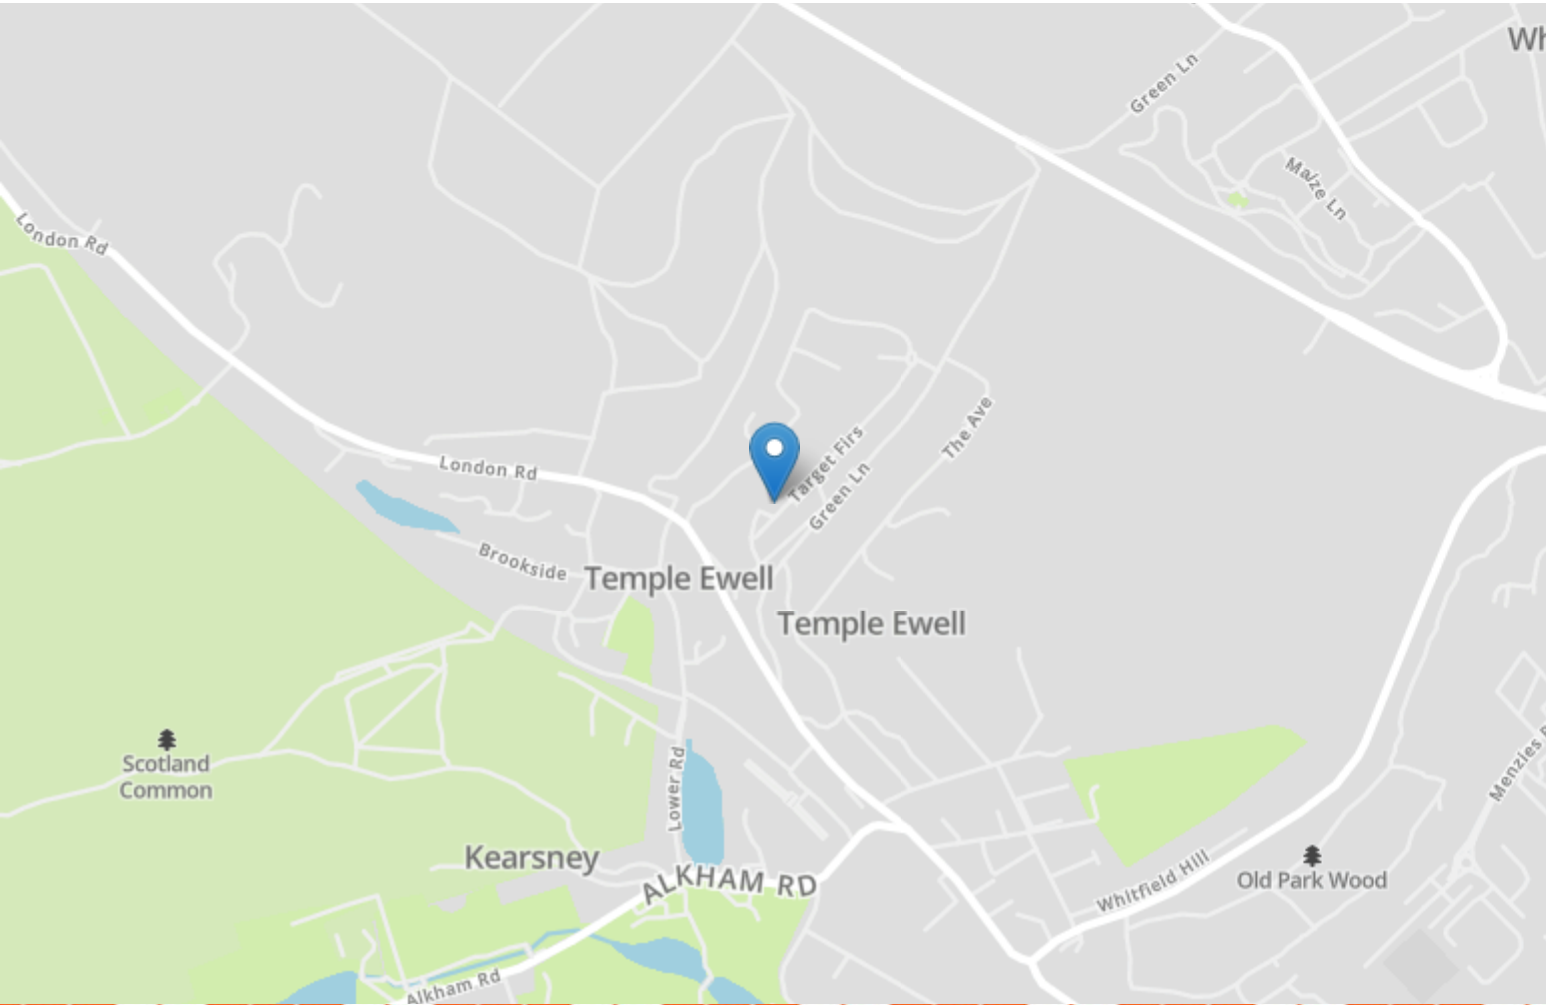 Wh
Green Ln
Maize Ln
London Rd
The Ave
Target Firs
Green Ln
London Rd
Brookside
Temple Ewell
Temple Ewell
Scotland
Common
Lower Rd
Menzies
Kearsney
ALKHAM RD
Whitfield Hill
Old Park Wood
Alkham Rd